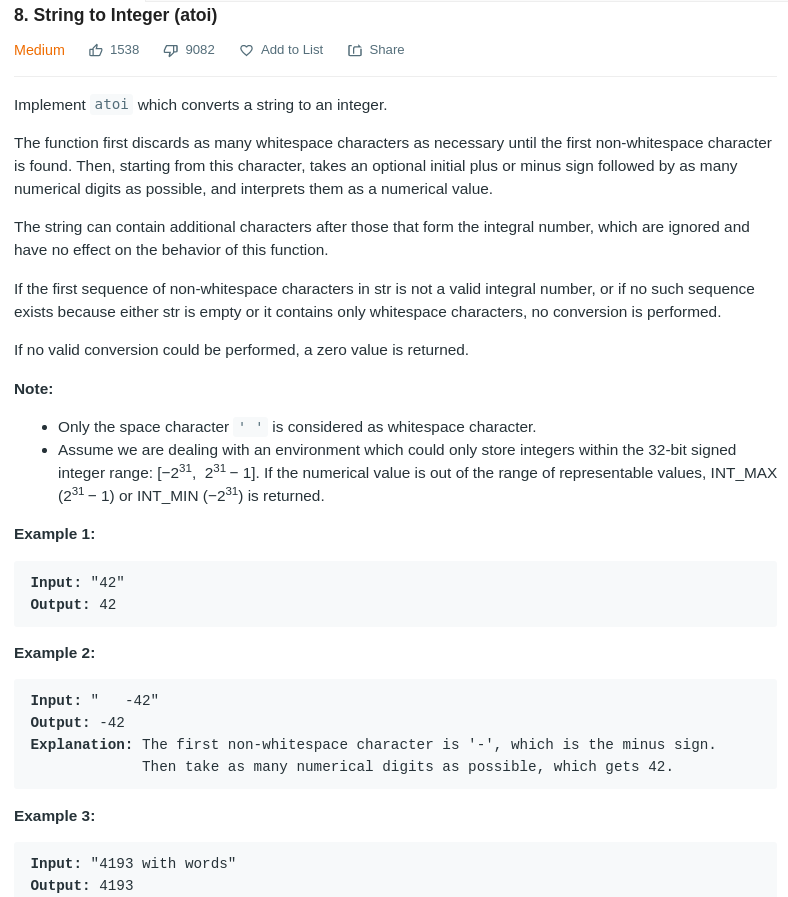 8. String to Integer (atoi)
Medium 1538 9082 Add to List Share
Implement atoi which converts a string to an integer.
The function first discards as many whitespace characters as necessary until the first non-whitespace character
is found. Then, starting from this character, takes an optional initial plus or minus sign followed by as many
numerical digits as possible, and interprets them as a numerical value.
The string can contain additional characters after those that form the integral number, which are ignored and
have no effect on the behavior of this function.
If the first sequence of non-whitespace characters in str is not a valid integral number, or if no such sequence
exists because either str is empty or it contains only whitespace characters, no conversion is performed.
If no valid conversion could be performed, a zero value is returned.
Note:
• Only the space character ' ' is considered as whitespace character.
• Assume we are dealing with an environment which could only store integers within the 32-bit signed
integer range: [−2³¹, 2³¹ − 1]. If the numerical value is out of the range of representable values, INT_MAX
(2³¹ − 1) or INT_MIN (−2³¹) is returned.
Example 1:
Input: "42"
Output: 42
Example 2:
Input: "   -42"
Output: -42
Explanation: The first non-whitespace character is '-', which is the minus sign.
Then take as many numerical digits as possible, which gets 42.
Example 3:
Input: "4193 with words"
Output: 4193